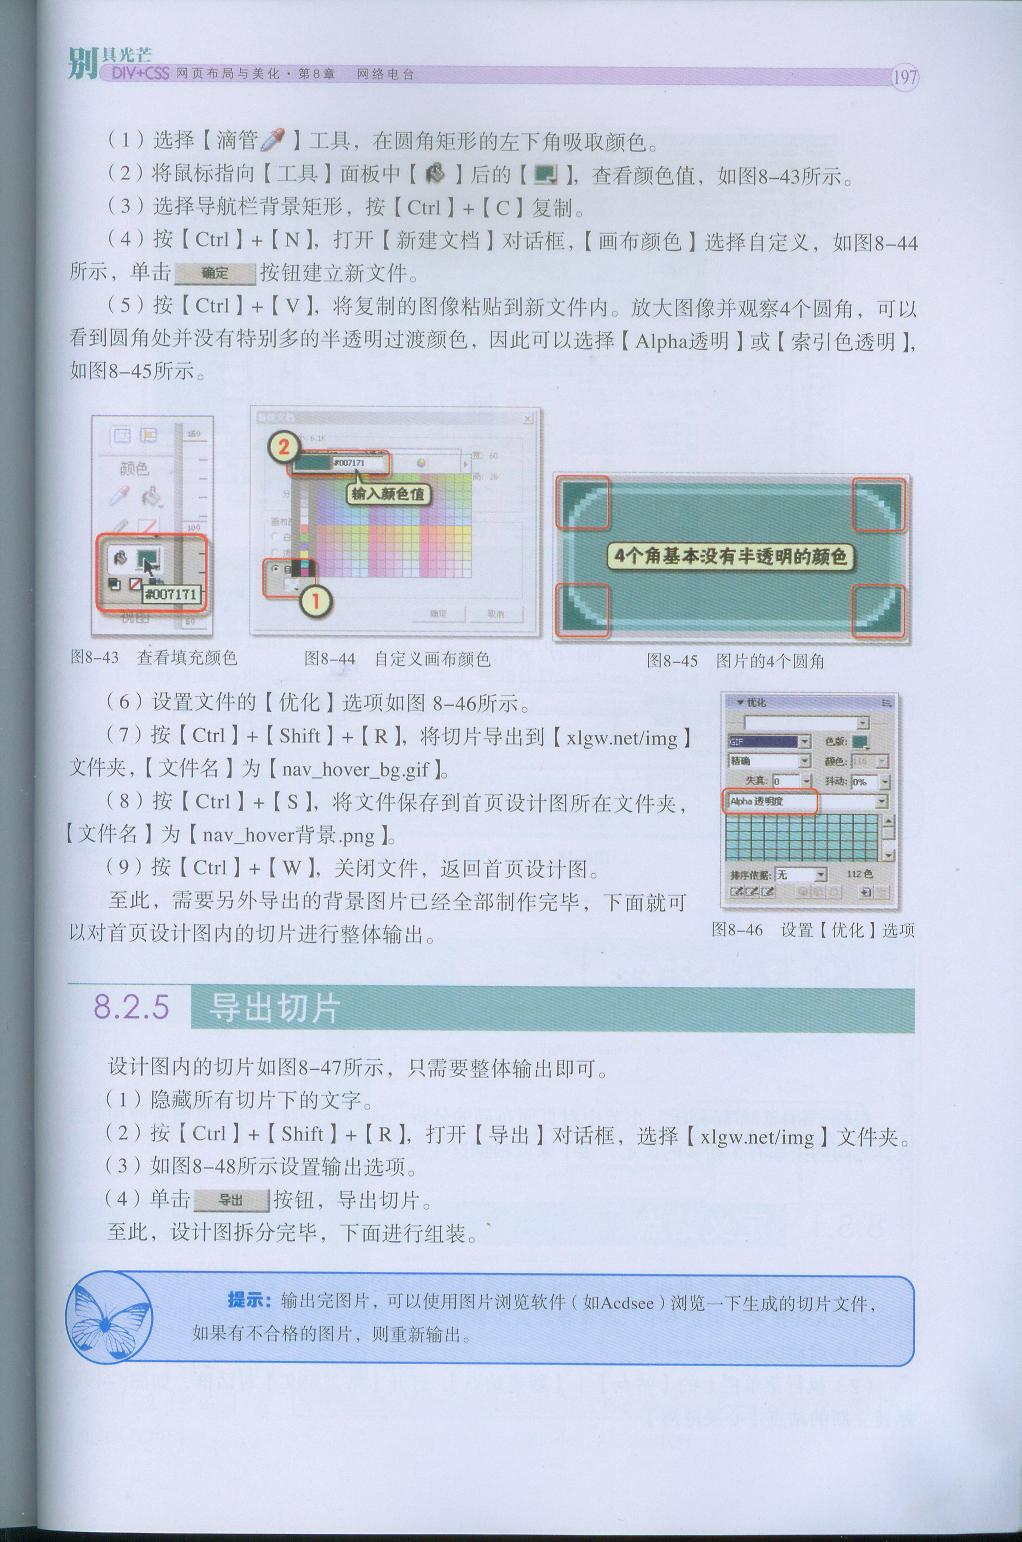 别具光芒
DIV+CSS 网页布局与美化·第8章 网络电台
197
（1）选择【滴管】工具，在圆角矩形的左下角吸取颜色。
（2）将鼠标指向【工具】面板中【】后的【】，查看颜色值，如图8-43所示。
（3）选择导航栏背景矩形，按【Ctrl】+【C】复制。
（4）按【Ctrl】+【N】，打开【新建文档】对话框，【画布颜色】选择自定义，如图8-44
所示，单击 确定 按钮建立新文件。
（5）按【Ctrl】+【V】，将复制的图像粘贴到新文件内。放大图像并观察4个圆角，可以
看到圆角处并没有特别多的半透明过渡颜色，因此可以选择【Alpha透明】或【索引色透明】，
如图8-45所示。
颜色
#007171
视图
图8-43 查看填充颜色
2
#007171
输入颜色值
1
确定 取消
图8-44 自定义画布颜色
4个角基本没有半透明的颜色
图8-45 图片的4个圆角
（6）设置文件的【优化】选项如图 8-46所示。
（7）按【Ctrl】+【Shift】+【R】，将切片导出到【xlgw.net/img】
文件夹，【文件名】为【nav_hover_bg.gif】。
（8）按【Ctrl】+【S】，将文件保存到首页设计图所在文件夹，
【文件名】为【nav_hover背景.png】。
（9）按【Ctrl】+【W】，关闭文件，返回首页设计图。
至此，需要另外导出的背景图片已经全部制作完毕，下面就可
以对首页设计图内的切片进行整体输出。
优化
GIF 色版:
精确 颜色:
失真: 0 抖动: 0%
Alpha 透明度
排序依据: 无 112 色
图8-46 设置【优化】选项
8.2.5 导出切片
设计图内的切片如图8-47所示，只需要整体输出即可。
（1）隐藏所有切片下的文字。
（2）按【Ctrl】+【Shift】+【R】，打开【导出】对话框，选择【xlgw.net/img】文件夹。
（3）如图8-48所示设置输出选项。
（4）单击 导出 按钮，导出切片。
至此，设计图拆分完毕，下面进行组装。
提示：输出完图片，可以使用图片浏览软件（如Acdsee）浏览一下生成的切片文件，
如果有不合格的图片，则重新输出。